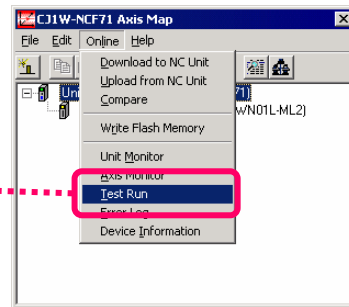 CJ1W-NCF71 Axis Map
File Edit Online Help
Download to NC Unit
Upload from NC Unit
Compare
Write Flash Memory
Unit Monitor
Axis Monitor
Test Run
Error Log
Device Information
Uni
71)
WN01L-ML2)